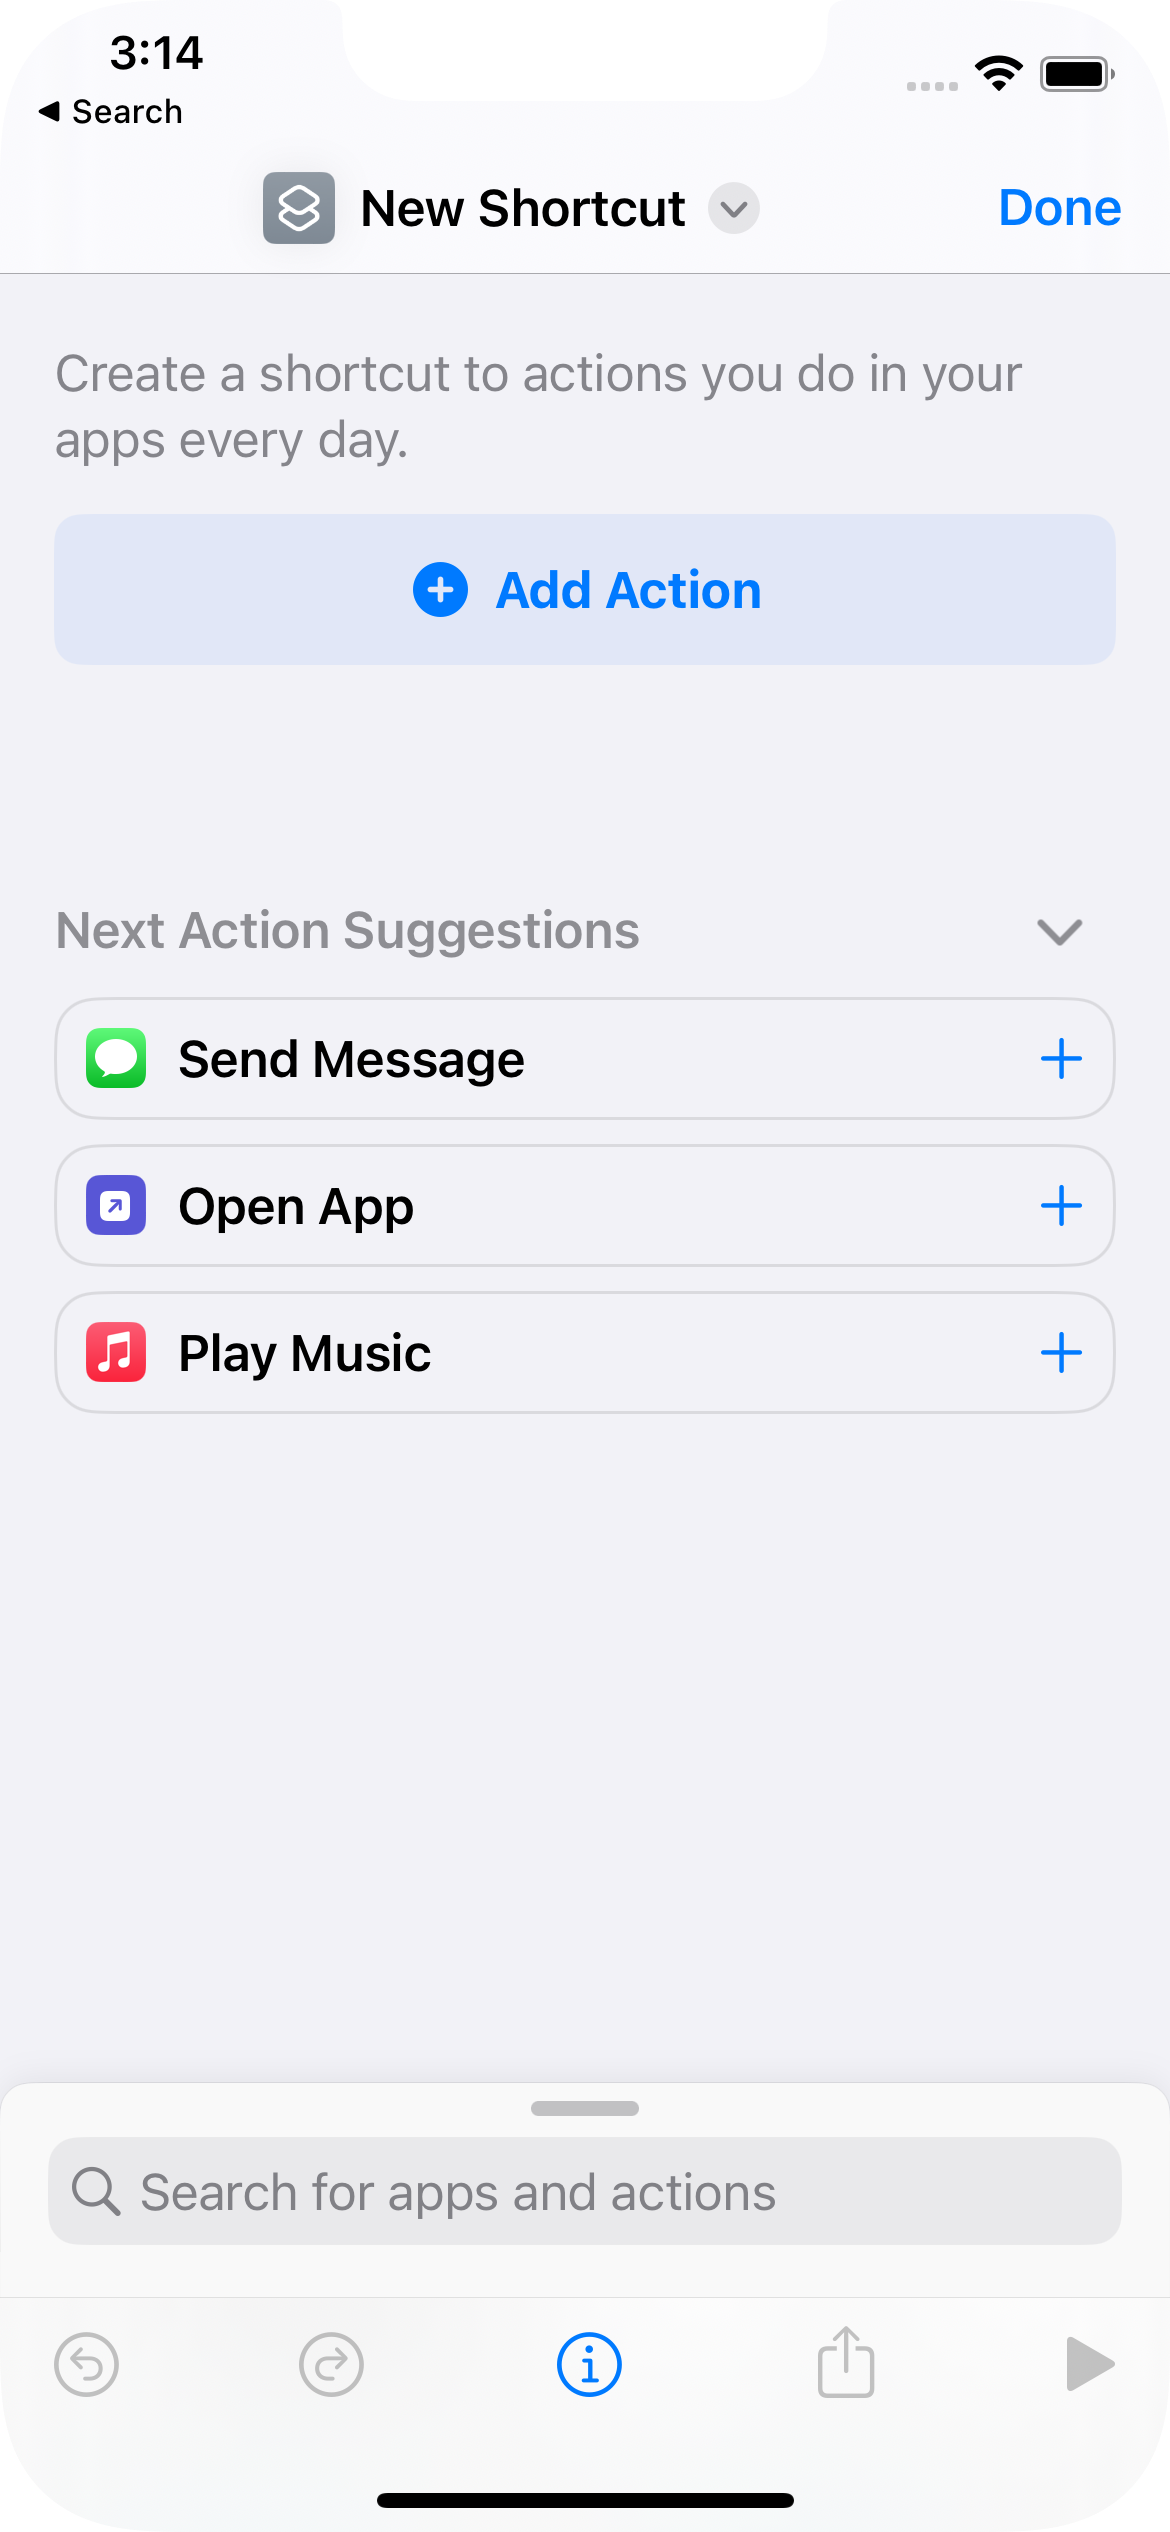 3:14
Search
New Shortcut
Done
Create a shortcut to actions you do in your
apps every day.
Add Action
Next Action Suggestions
Send Message
Open App
Play Music
Search for apps and actions